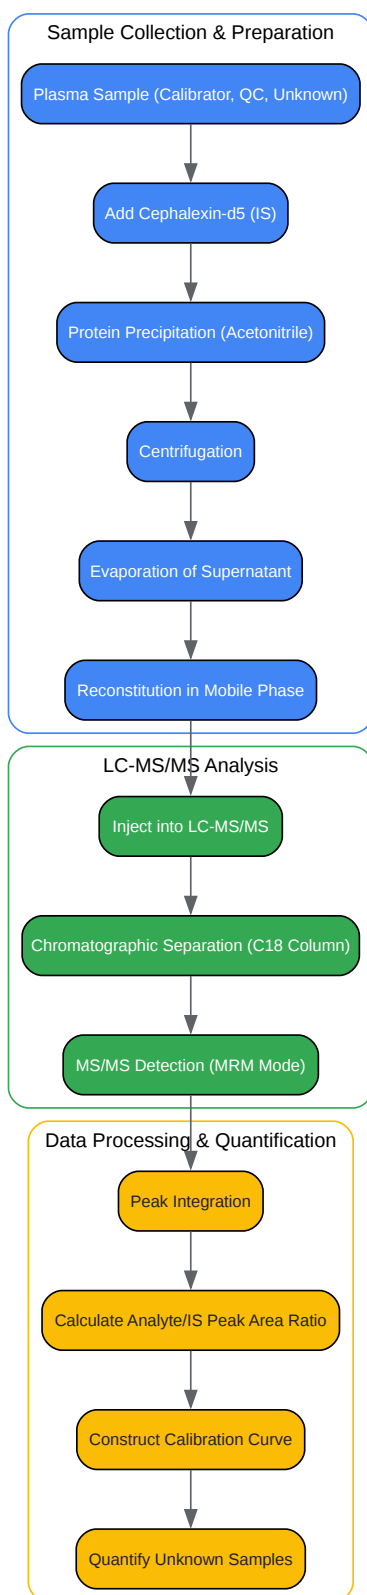 Sample Collection & Preparation
Plasma Sample (Calibrator, QC, Unknown)
Add Cephalexin-d5 (IS)
Protein Precipitation (Acetonitrile)
Centrifugation
Evaporation of Supernatant
Reconstitution in Mobile Phase
LC-MS/MS Analysis
Inject into LC-MS/MS
Chromatographic Separation (C18 Column)
MS/MS Detection (MRM Mode)
Data Processing & Quantification
Peak Integration
Calculate Analyte/IS Peak Area Ratio
Construct Calibration Curve
Quantify Unknown Samples